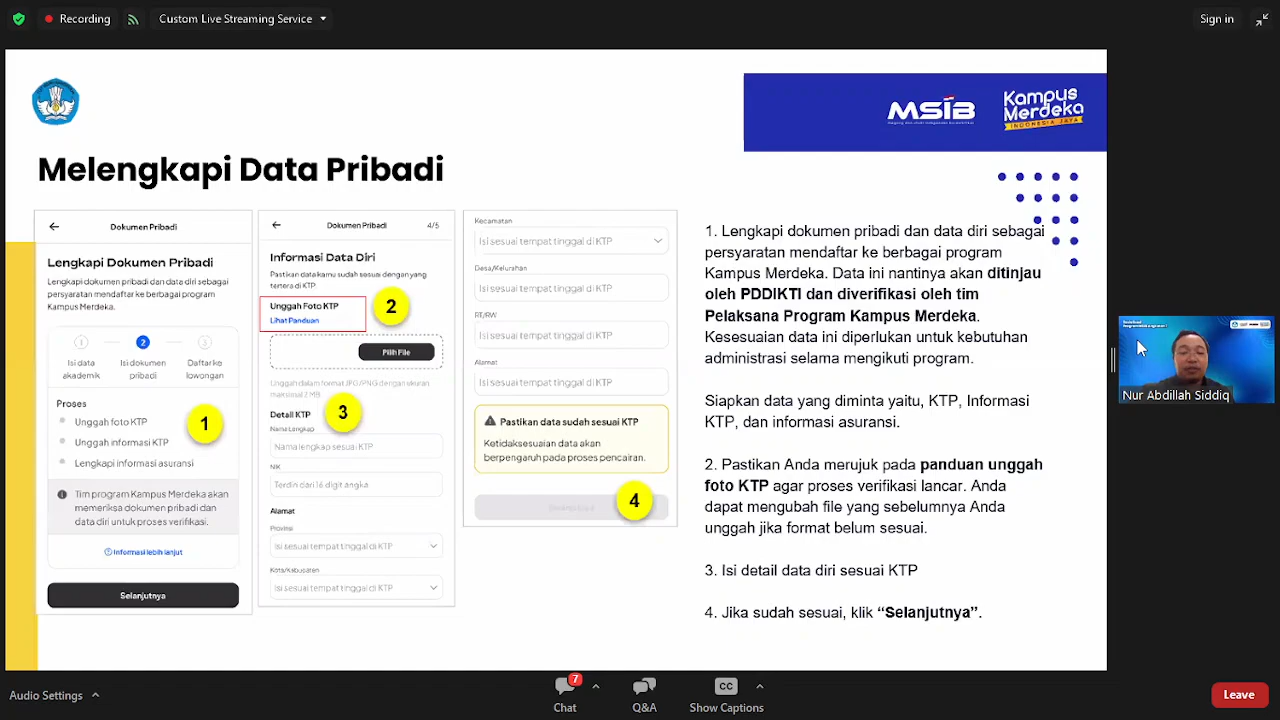 Recording
Custom Live Streaming Service
Sign in
MSIB
Kampus
Merdeka
INDONESIA JAYA
Melengkapi Data Pribadi
Dokumen Pribadi
Lengkapi Dokumen Pribadi
Lengkapi dokumen pribadi dan data diri sebagai
persyaratan mendaftar ke berbagai program
Kampus Merdeka.
1
2
3
Isi data
akademik
Isi dokumen
pribadi
Daftar ke
lowongan
Proses
Unggah foto KTP
Unggah informasi KTP
Lengkapi informasi asuransi
1
Tim program Kampus Merdeka akan
memeriksa dokumen pribadi dan
data diri untuk proses verifikasi.
Informasi lebih lanjut
Selanjutnya
Dokumen Pribadi
4/5
Informasi Data Diri
Pastikan data kamu sudah sesuai dengan yang
tertera di KTP.
Unggah Foto KTP
Lihat Panduan
2
Pilih File
Unggah dalam format JPG/PNG dengan ukuran
maksimal 2 MB
Detail KTP
3
Nama Lengkap
Nama lengkap sesuai KTP
NIK
Terdiri dari 16 digit angka
Alamat
Provinsi
Isi sesuai tempat tinggal di KTP
Kota/Kabupaten
Isi sesuai tempat tinggal di KTP
Kecamatan
Isi sesuai tempat tinggal di KTP
Desa/Kelurahan
Isi sesuai tempat tinggal di KTP
RT/RW
Isi sesuai tempat tinggal di KTP
Alamat
Isi sesuai tempat tinggal di KTP
Pastikan data sudah sesuai KTP
Ketidaksesuaian data akan
berpengaruh pada proses pencairan.
4
1. Lengkapi dokumen pribadi dan data diri sebagai
persyaratan mendaftar ke berbagai program
Kampus Merdeka. Data ini nantinya akan ditinjau
oleh PDDIKTI dan diverifikasi oleh tim
Pelaksana Program Kampus Merdeka.
Kesesuaian data ini diperlukan untuk kebutuhan
administrasi selama mengikuti program.
Siapkan data yang diminta yaitu, KTP, Informasi
KTP, dan informasi asuransi.
2. Pastikan Anda merujuk pada panduan unggah
foto KTP agar proses verifikasi lancar. Anda
dapat mengubah file yang sebelumnya Anda
unggah jika format belum sesuai.
3. Isi detail data diri sesuai KTP
4. Jika sudah sesuai, klik “Selanjutnya”.
Nur Abdillah Siddiq
Audio Settings
7
Chat
Q&A
CC
Show Captions
Leave